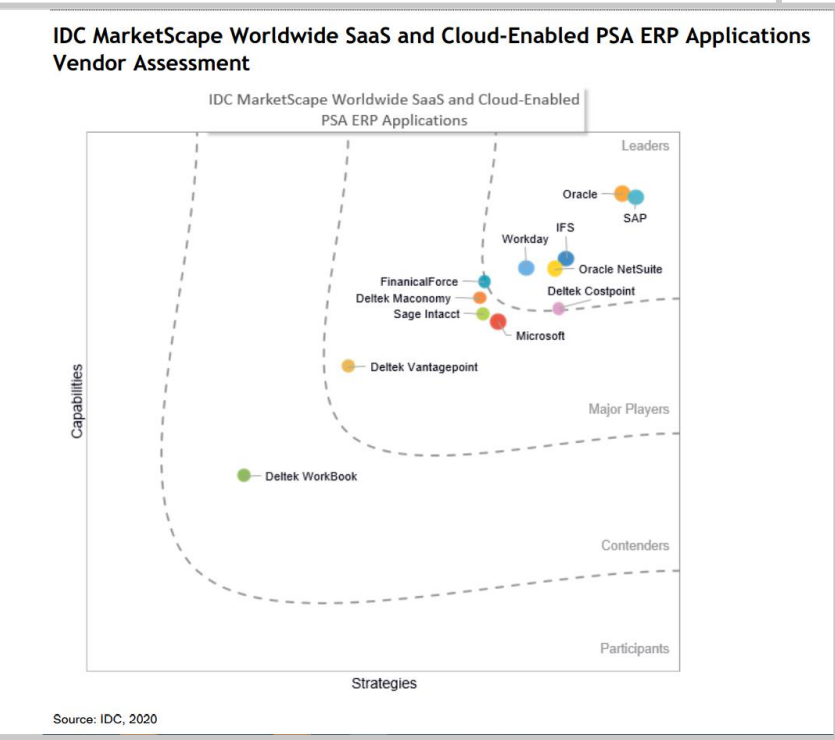 IDC MarketScape Worldwide SaaS and Cloud-Enabled PSA ERP Applications
Vendor Assessment
IDC MarketScape Worldwide SaaS and Cloud-Enabled
PSA ERP Applications
Leaders
Oracle
SAP
IFS
Workday
Oracle NetSuite
FinanicalForce
Deltek Costpoint
Deltek Maconomy
Sage Intacct
Microsoft
Deltek Vantagepoint
Capabilities
Major Players
Deltek WorkBook
Contenders
Participants
Strategies
Source: IDC, 2020